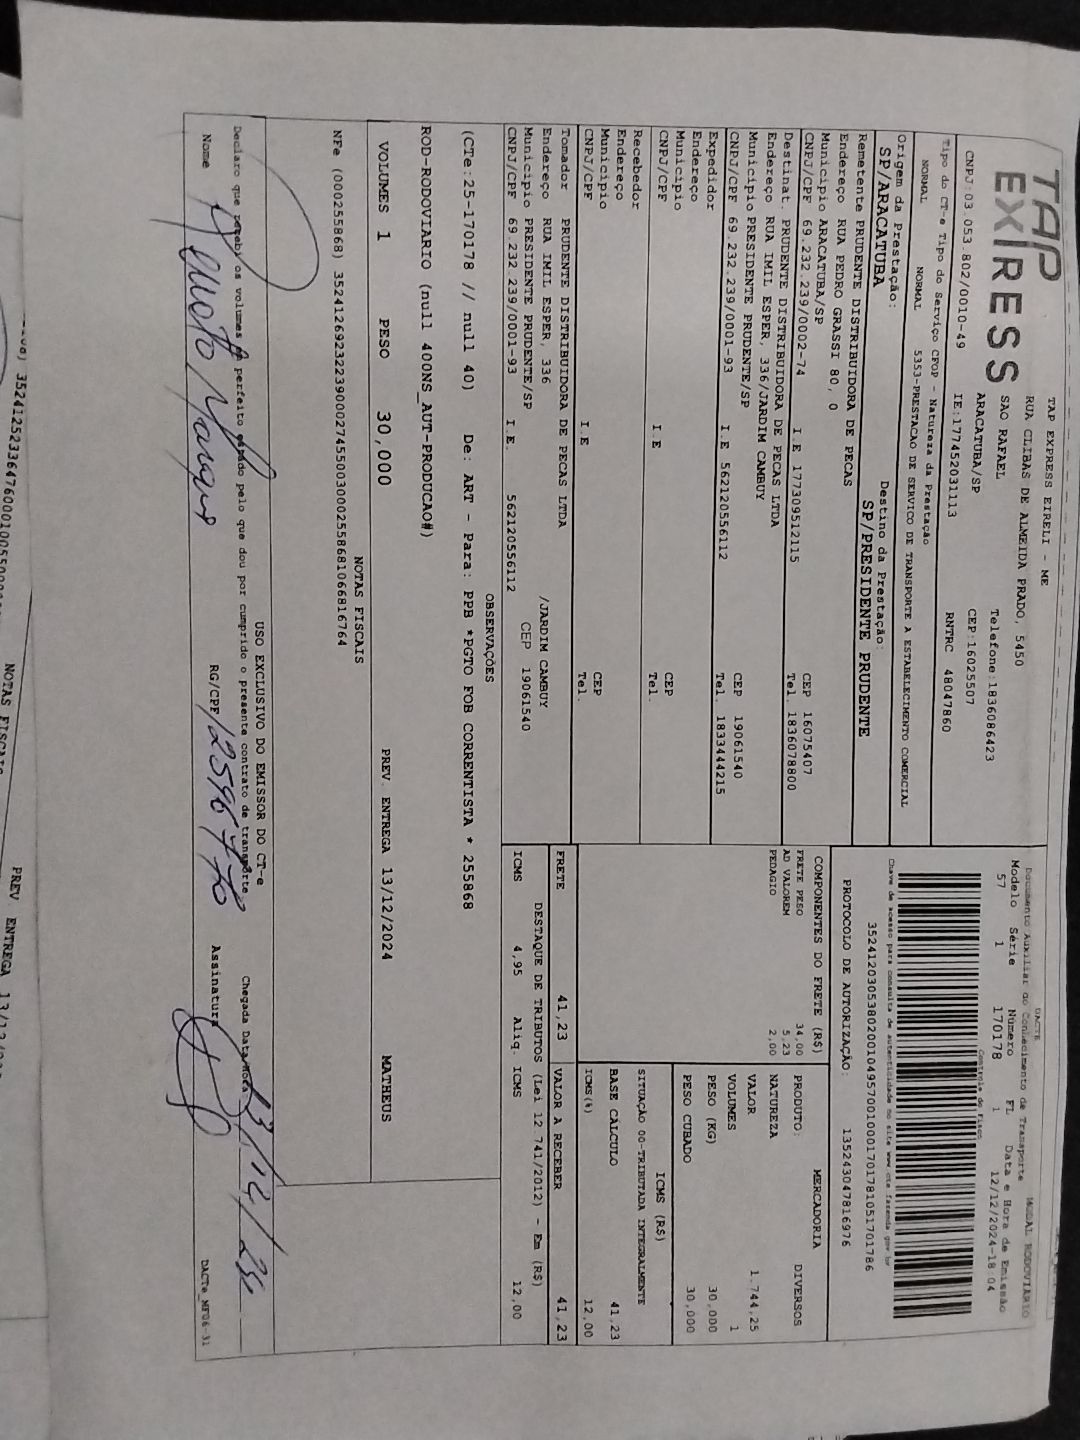 TAP
EXPRESS
TAP EXPRESS EIRELI - ME
RUA CLIBAS DE ALMEIDA PRADO, 5450
SAO RAFAEL Telefone:1836086423
ARACATUBA/SP CEP:16025507
CNPJ:03.053.802/0010-49 IE:177452031113 RNTRC 48047860
Tipo do CT-e Tipo do Serviço CFOP - Natureza da Prestação
NORMAL NORMAL 5353-PRESTACAO DE SERVICO DE TRANSPORTE A ESTABELECIMENTO COMERCIAL
Origem da Prestação: Destino da Prestação:
SP/ARACATUBA SP/PRESIDENTE PRUDENTE
DACTE
Documento Auxiliar do Conhecimento de Transporte MODAL RODOVIARIO
Modelo Série Número FL Data e Hora de Emissão
57 1 170178 1 12/12/2024-18:04
Controle do Fisco
Chave de acesso para consulta de autenticidade no site www.cte.fazenda.gov.br
35241203053802001049570010001701781051701786
PROTOCOLO DE AUTORIZAÇÃO: 135243047816976
Remetente PRUDENTE DISTRIBUIDORA DE PECAS
Endereço RUA PEDRO GRASSI 80, 0
Municipio ARACATUBA/SP CEP 16075407
CNPJ/CPF 69.232.239/0002-74 I.E 177309512115 Tel. 1836078800
Destinat: PRUDENTE DISTRIBUIDORA DE PECAS LTDA
Endereço RUA IMIL ESPER, 336/JARDIM CAMBUY
Municipio PRESIDENTE PRUDENTE/SP CEP 19061540
CNPJ/CPF 69.232.239/0001-93 I.E 562120556112 Tel. 1833444215
Expedidor
Endereço
Municipio CEP
CNPJ/CPF I.E Tel.
Recebedor
Endereço
Municipio CEP
CNPJ/CPF I.E Tel.
Tomador PRUDENTE DISTRIBUIDORA DE PECAS LTDA
Endereço RUA IMIL ESPER, 336 /JARDIM CAMBUY
Municipio PRESIDENTE PRUDENTE/SP CEP 19061540
CNPJ/CPF 69.232.239/0001-93 I.E. 562120556112
COMPONENTES DO FRETE (R$)
FRETE PESO 34,00
AD VALOREM 5,23
PEDAGIO 2,00
MERCADORIA
PRODUTO: DIVERSOS
NATUREZA
VALOR 1.744,25
VOLUMES 1
PESO (KG) 30,000
PESO CUBADO 30,000
ICMS (R$)
SITUAÇÃO 00-TRIBUTADA INTEGRALMENTE
BASE CÁLCULO 41,23
ICMS(%) 12,00
FRETE 41,23 VALOR A RECEBER 41,23
DESTAQUE DE TRIBUTOS (Lei 12 741/2012) - Em (R$)
ICMS 4,95 Aliq. ICMS 12,00
OBSERVAÇÕES
(CTe:25-170178 // null 40) De: ART - Para: PPB *PGTO FOB CORRENTISTA * 255868
ROD-RODOVIARIO (null 400NS_AUT-PRODUCAO#)
VOLUMES 1 PESO 30,000 PREV. ENTREGA 13/12/2024 MATHEUS
NOTAS FISCAIS
NFe (000255868) 35241269232239000274550030002558681066816764
USO EXCLUSIVO DO EMISSOR DO CT-e
Declaro que recebi os volumes em perfeito estado pelo que dou por cumprido o presente contrato de transporte. Chegada Data/Hora 13/12/24
Nome RG/CPF Assinatura
DACTe_MF06-31
NOTAS FISCAIS
PREV ENTREGA